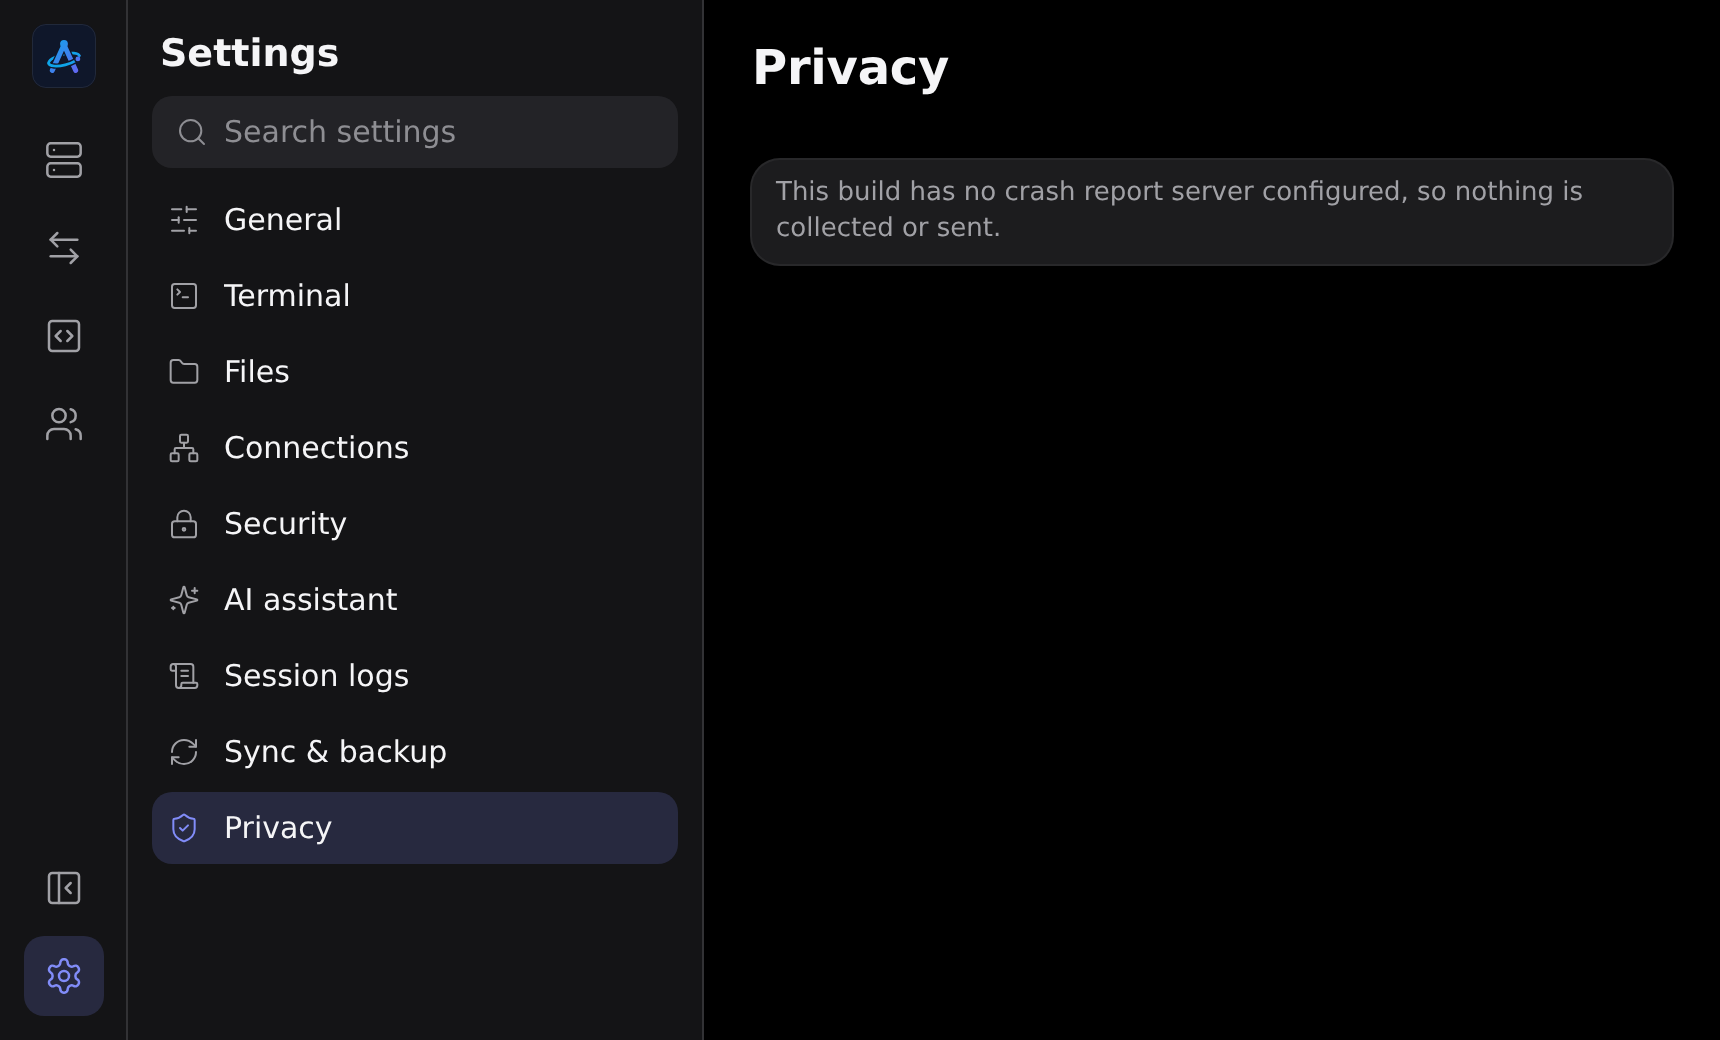 Settings
Search settings
General
Terminal
Files
Connections
Security
AI assistant
Session logs
Sync & backup
Privacy
Privacy
This build has no crash report server configured, so nothing is
collected or sent.